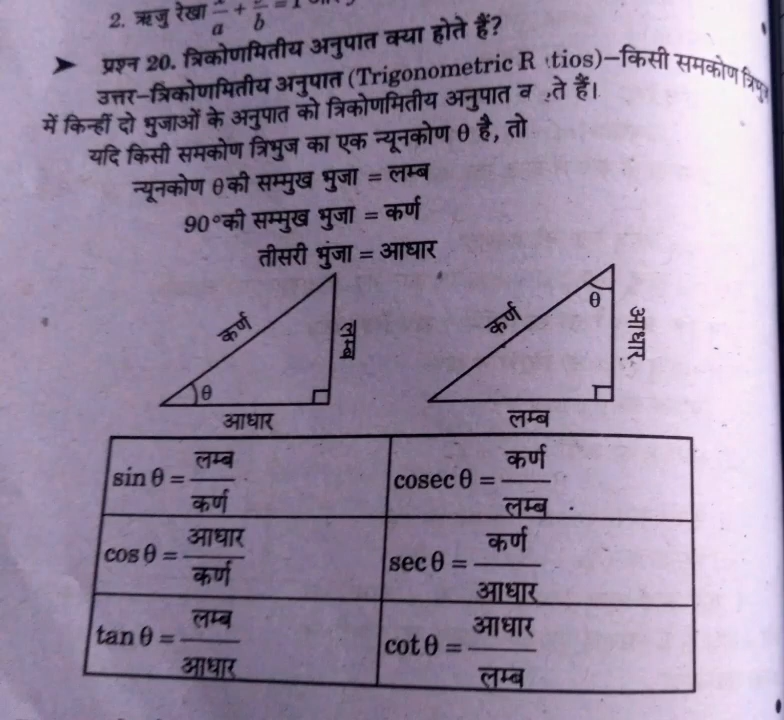 2. ऋजु रेखा
a + b = 1
➤ प्रश्न 20. त्रिकोणमितीय अनुपात क्या होते हैं?
उत्तर–त्रिकोणमितीय अनुपात (Trigonometric R tios)–किसी समकोण त्रिभुज
में किन्हीं दो भुजाओं के अनुपात को त्रिकोणमितीय अनुपात ते हैं।
यदि किसी समकोण त्रिभुज का एक न्यूनकोण θ है, तो
न्यूनकोण θ की सम्मुख भुजा = लम्ब
90° की सम्मुख भुजा = कर्ण
तीसरी भुजा = आधार
कर्ण
लम्ब
θ
आधार
कर्ण
θ
आधार
लम्ब
sin θ = लम्ब / कर्ण
cosec θ = कर्ण / लम्ब
cos θ = आधार / कर्ण
sec θ = कर्ण / आधार
tan θ = लम्ब / आधार
cot θ = आधार / लम्ब